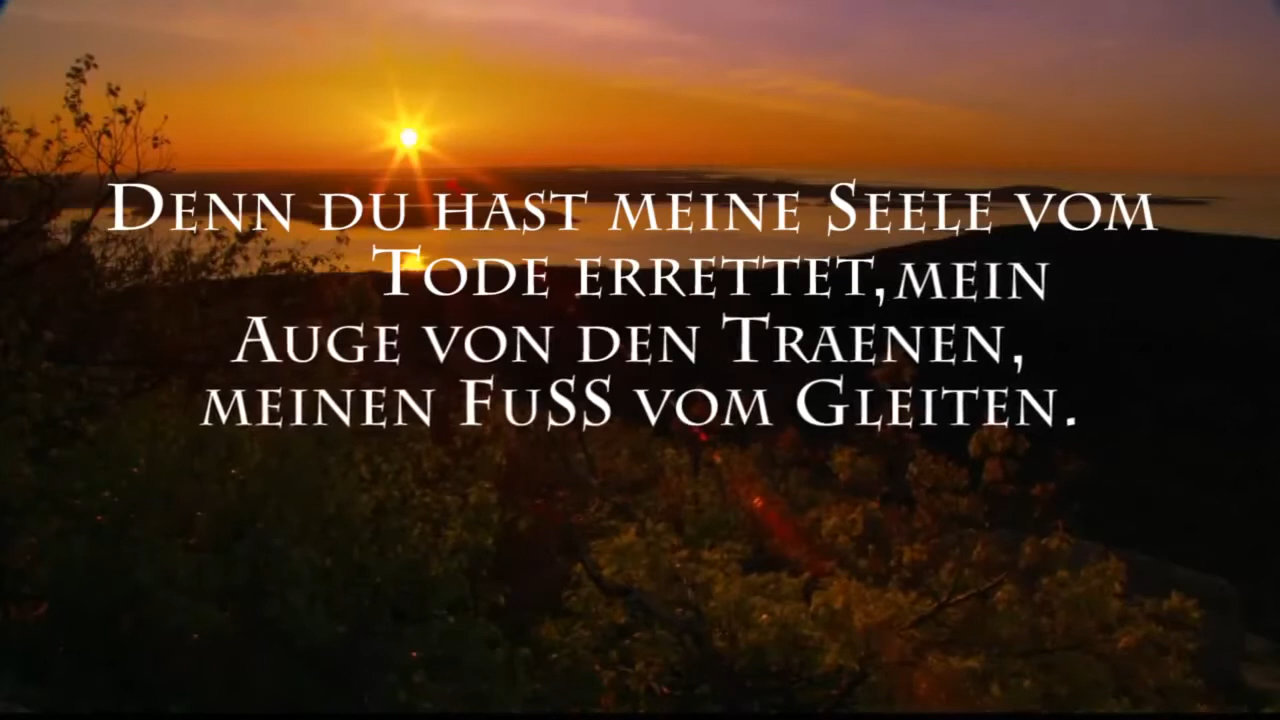 Denn du hast meine Seele vom
Tode errettet, mein
Auge von den Traenen,
meinen FuSS vom Gleiten.